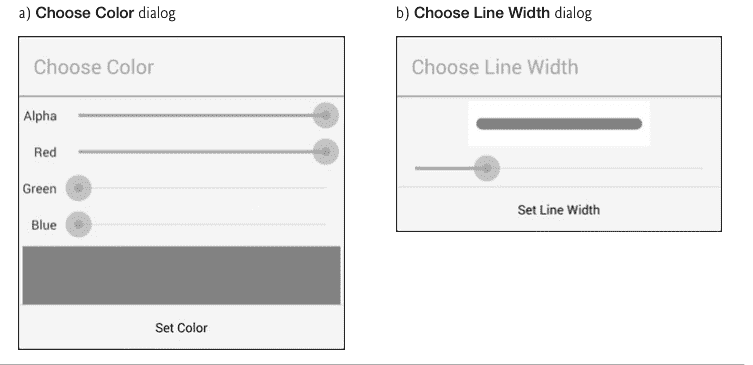 a) Choose Color dialog
Choose Color
Alpha
Red
Green
Blue
Set Color
b) Choose Line Width dialog
Choose Line Width
Set Line Width